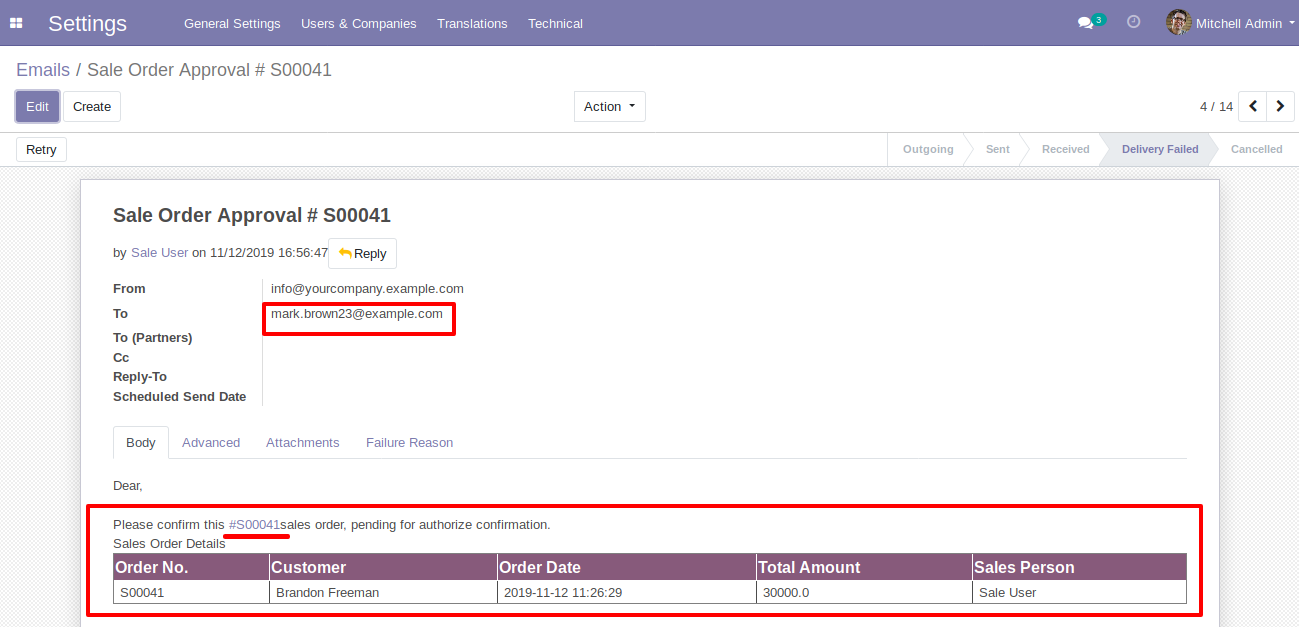 Settings General Settings Users & Companies Translations Technical 3 Mitchell Admin
Emails / Sale Order Approval # S00041
Edit Create Action 4 / 14
Retry Outgoing Sent Received Delivery Failed Cancelled
Sale Order Approval # S00041
by Sale User on 11/12/2019 16:56:47 Reply
From info@yourcompany.example.com
To mark.brown23@example.com
To (Partners)
Cc
Reply-To
Scheduled Send Date
Body Advanced Attachments Failure Reason
Dear,
Please confirm this #S00041sales order, pending for authorize confirmation.
Sales Order Details
Order No. Customer Order Date Total Amount Sales Person
S00041 Brandon Freeman 2019-11-12 11:26:29 30000.0 Sale User